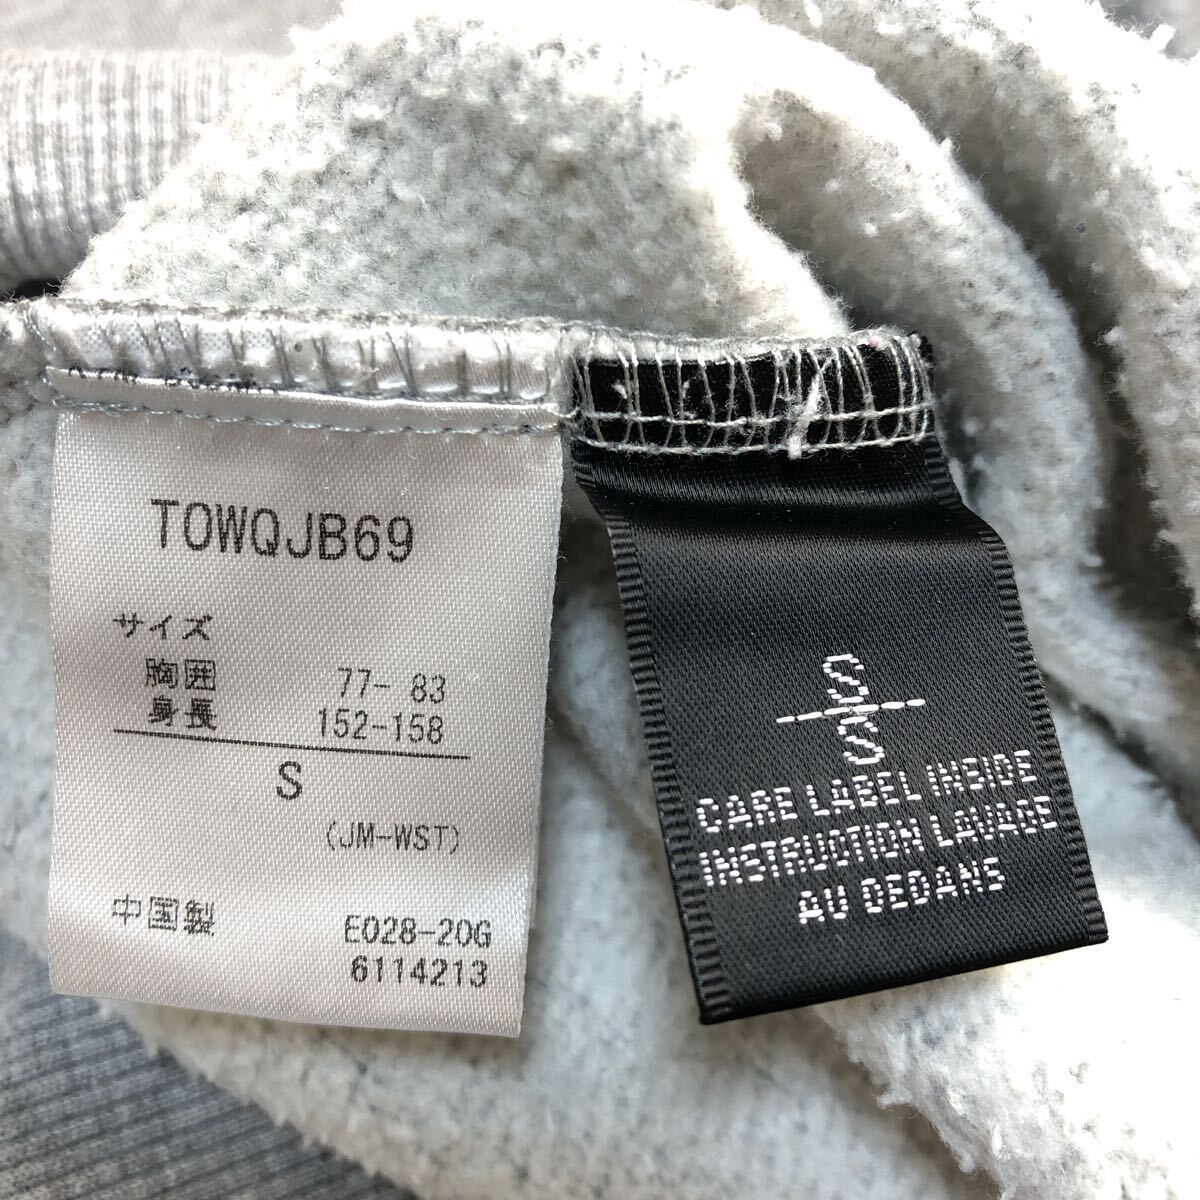 TOWQJB69
サイズ
胸囲 77- 83
身長 152-158
S
(JM-WST)
中国製 E028-20G
6114213
S
S
CARE LABEL INSIDE
INSTRUCTION LAVAGE
AU DEDANS